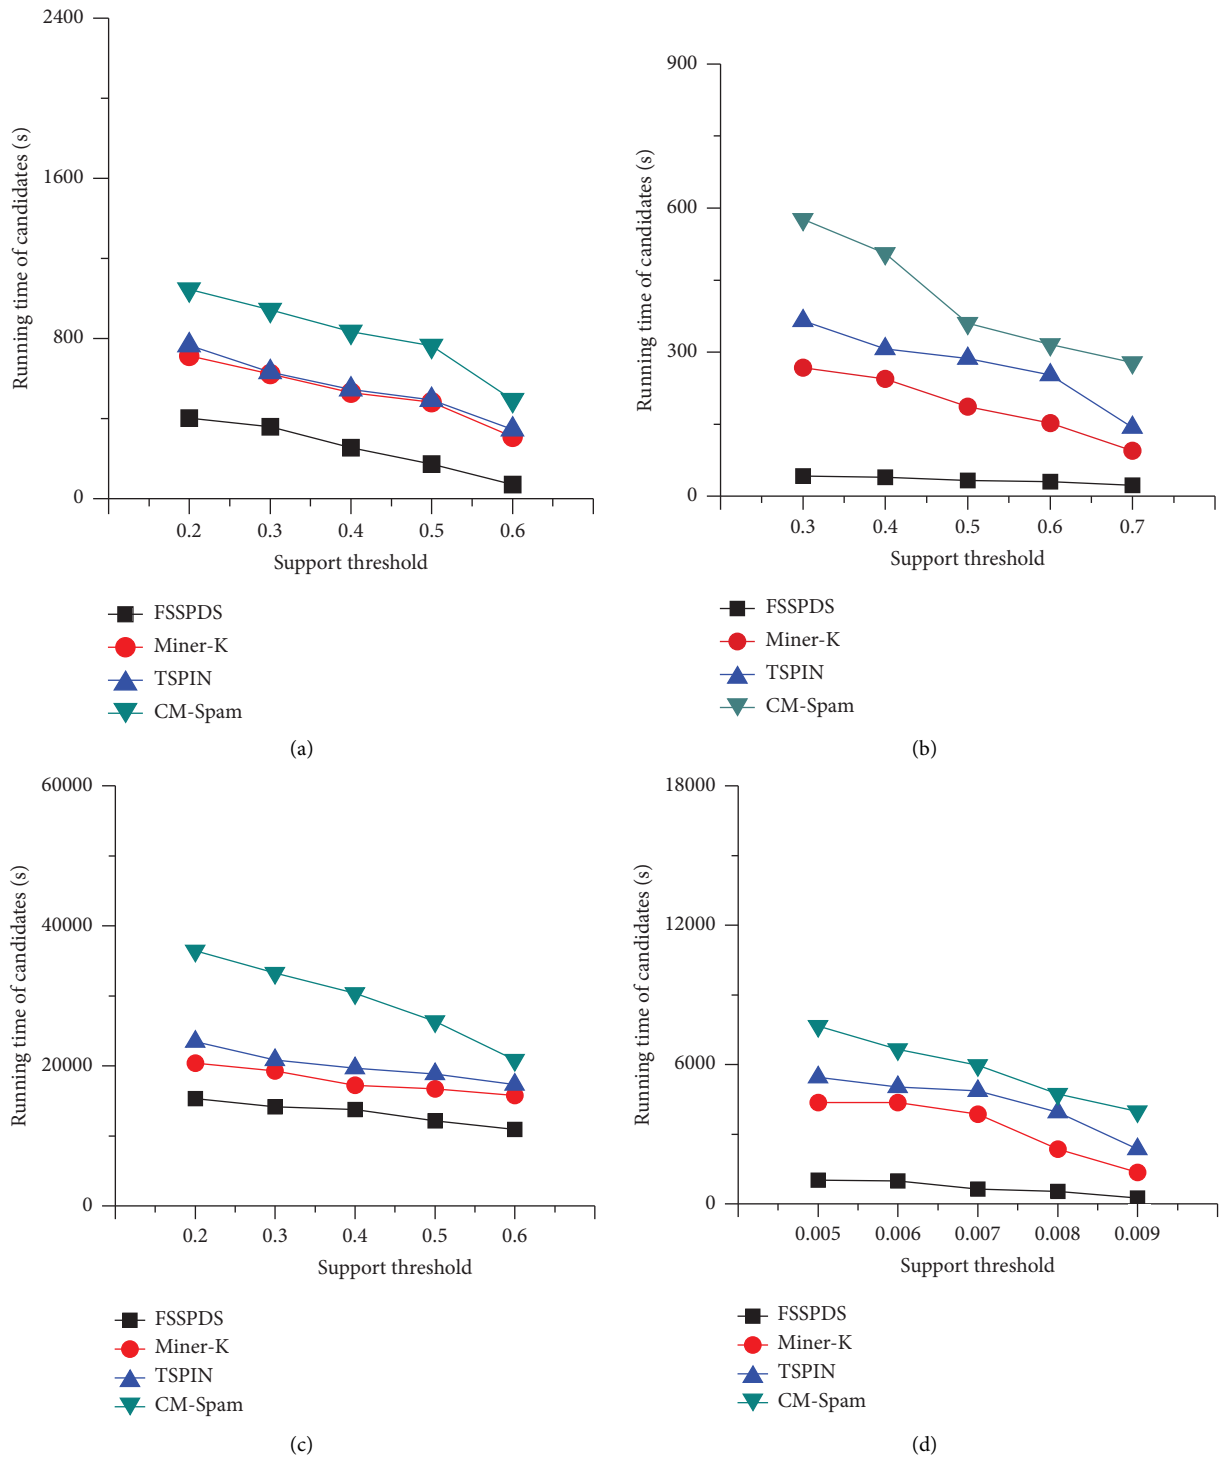 2400
1600
800
0
Running time of candidates (s)
0.2 0.3 0.4 0.5 0.6
Support threshold
FSSPDS
Miner-K
TSPIN
CM-Spam
(a)
900
600
300
0
Running time of candidates (s)
0.3 0.4 0.5 0.6 0.7
Support threshold
FSSPDS
Miner-K
TSPIN
CM-Spam
(b)
60000
40000
20000
0
Running time of candidates (s)
0.2 0.3 0.4 0.5 0.6
Support threshold
FSSPDS
Miner-K
TSPIN
CM-Spam
(c)
18000
12000
6000
0
Running time of candidates (s)
0.005 0.006 0.007 0.008 0.009
Support threshold
FSSPDS
Miner-K
TSPIN
CM-Spam
(d)